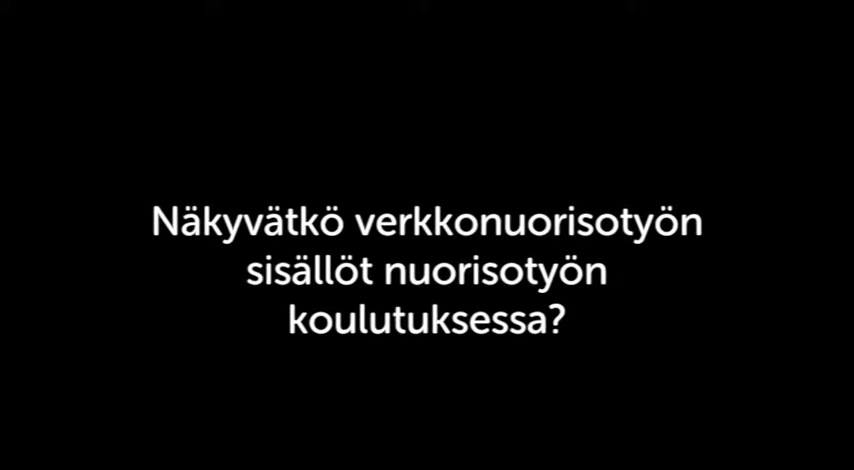 Näkyvätkö verkkonuorisotyön
sisällöt nuorisotyön
koulutuksessa?